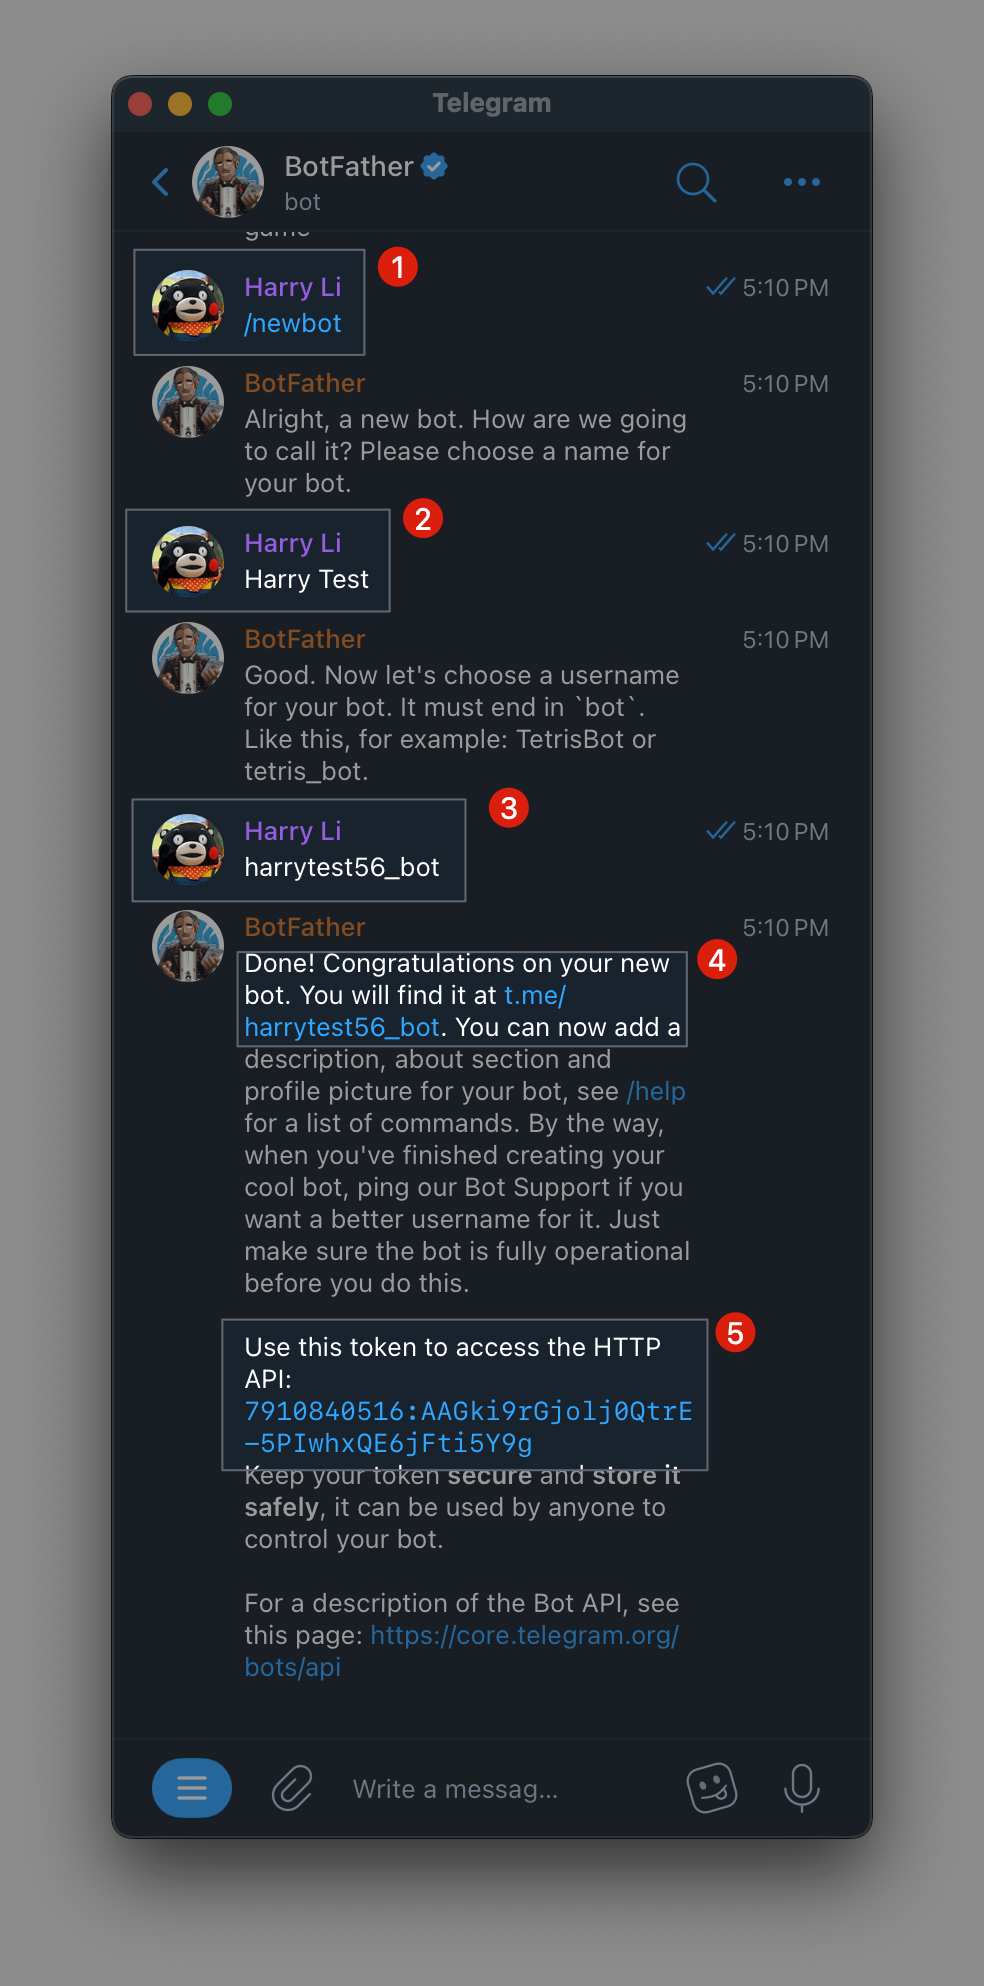 Telegram
BotFather
bot
game
1
Harry Li
5:10 PM
/newbot
BotFather
5:10 PM
Alright, a new bot. How are we going
to call it? Please choose a name for
your bot.
2
Harry Li
5:10 PM
Harry Test
BotFather
5:10 PM
Good. Now let's choose a username
for your bot. It must end in `bot`.
Like this, for example: TetrisBot or
tetris_bot.
3
Harry Li
5:10 PM
harrytest56_bot
BotFather
5:10 PM
4
Done! Congratulations on your new
bot. You will find it at t.me/
harrytest56_bot. You can now add a
description, about section and
profile picture for your bot, see /help
for a list of commands. By the way,
when you've finished creating your
cool bot, ping our Bot Support if you
want a better username for it. Just
make sure the bot is fully operational
before you do this.
5
Use this token to access the HTTP
API:
7910840516:AAGki9rGjolj0QtrE
-5PIwhxQE6jFti5Y9g
Keep your token secure and store it
safely, it can be used by anyone to
control your bot.
For a description of the Bot API, see
this page: https://core.telegram.org/
bots/api
Write a messag...